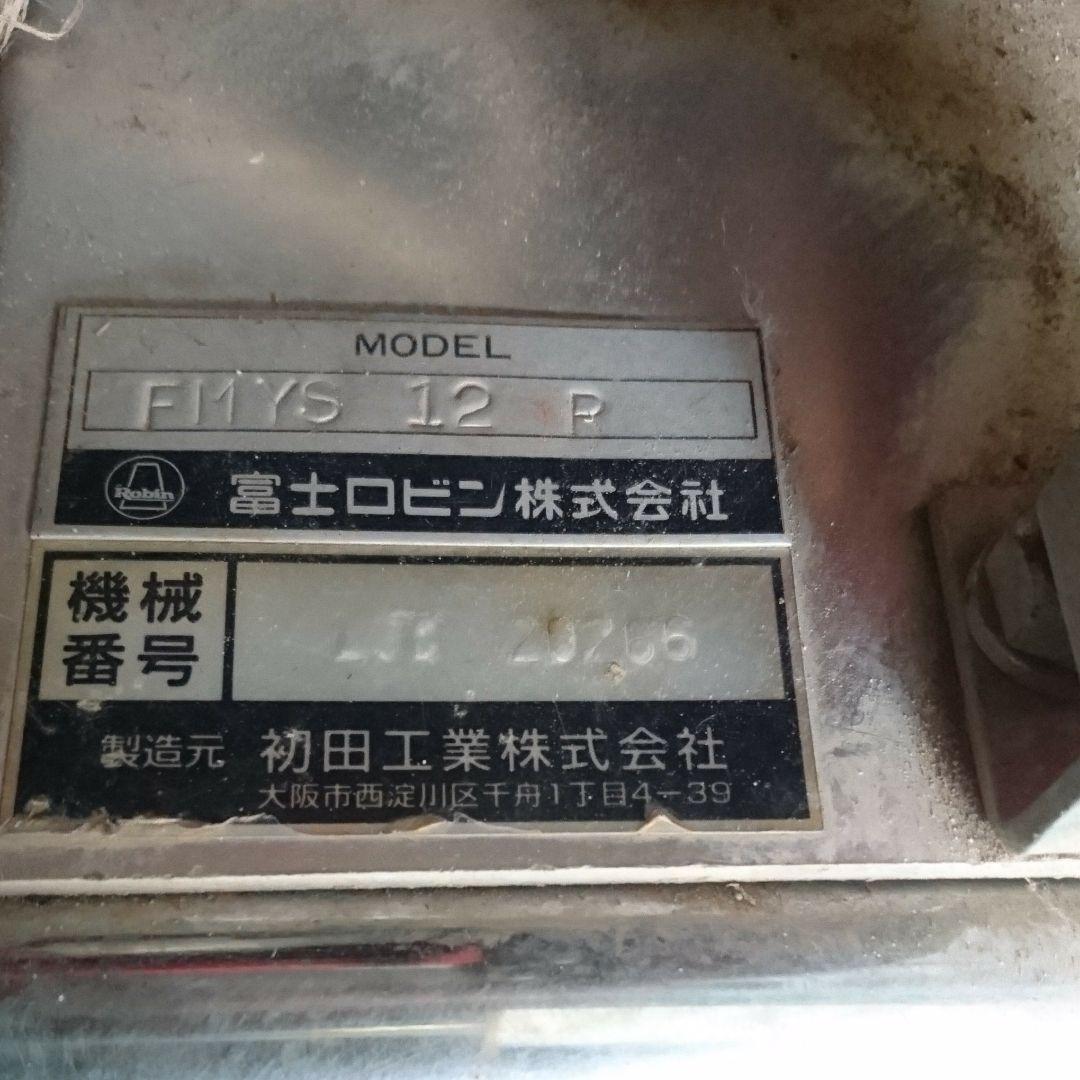 MODEL
FMYS 12 P
Robin 富士ロビン株式会社
機械番号
製造元 初田工業株式会社
大阪市西淀川区千舟1丁目4-39